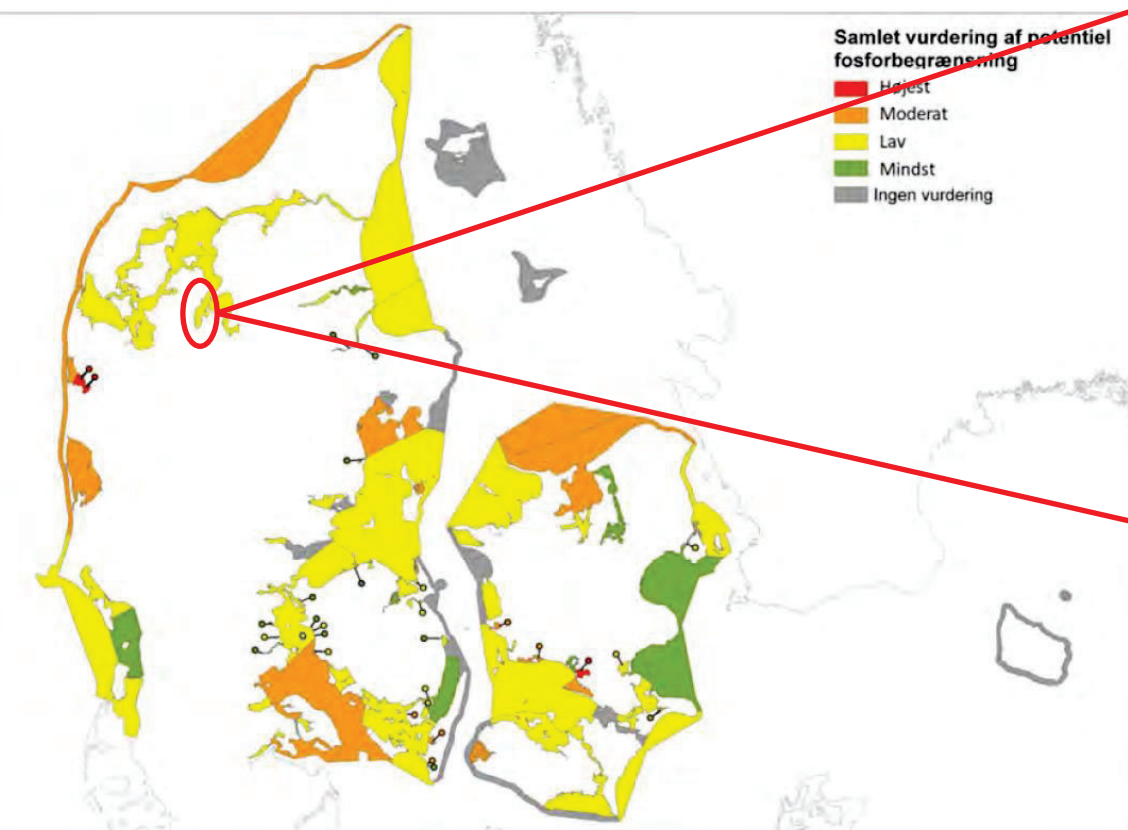 Samlet vurdering af potentiel
fosforbegrænsning
Højest
Moderat
Lav
Mindst
Ingen vurdering